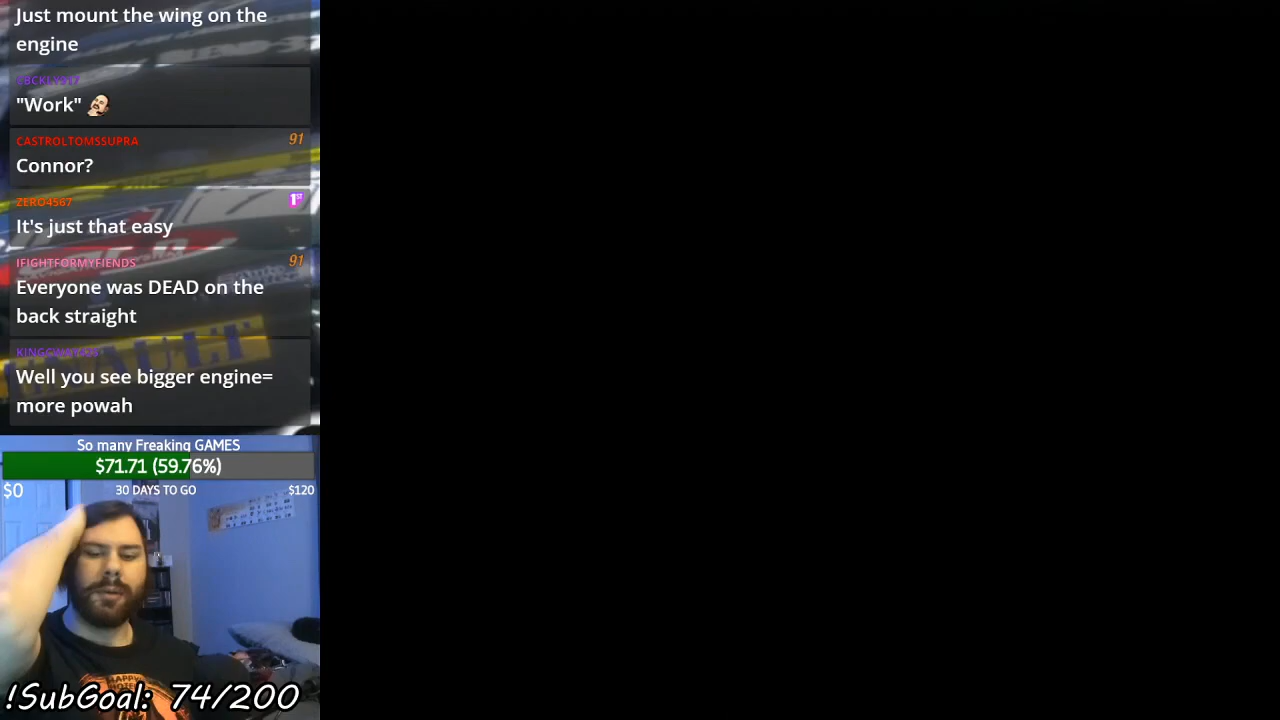 Just mount the wing on the
engine
"Work"
CASTROLTOMSSUPRA 91
Connor?
ZERO4567 1ST
It's just that easy
IFIGHTFORMYFIENDS 91
Everyone was DEAD on the
back straight
Well you see bigger engine=
more powah
So many Freaking GAMES
$71.71 (59.76%)
$0 30 DAYS TO GO $120
!SubGoal: 74/200